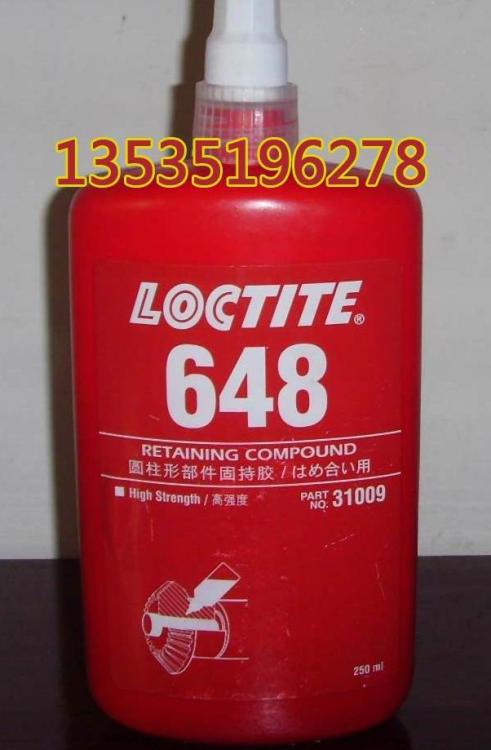 13535196278
LOCTITE®
648
RETAINING COMPOUND
圆柱形部件固持胶 / はめ合い用
■ High Strength / 高强度
PART NO. 31009
250 ml